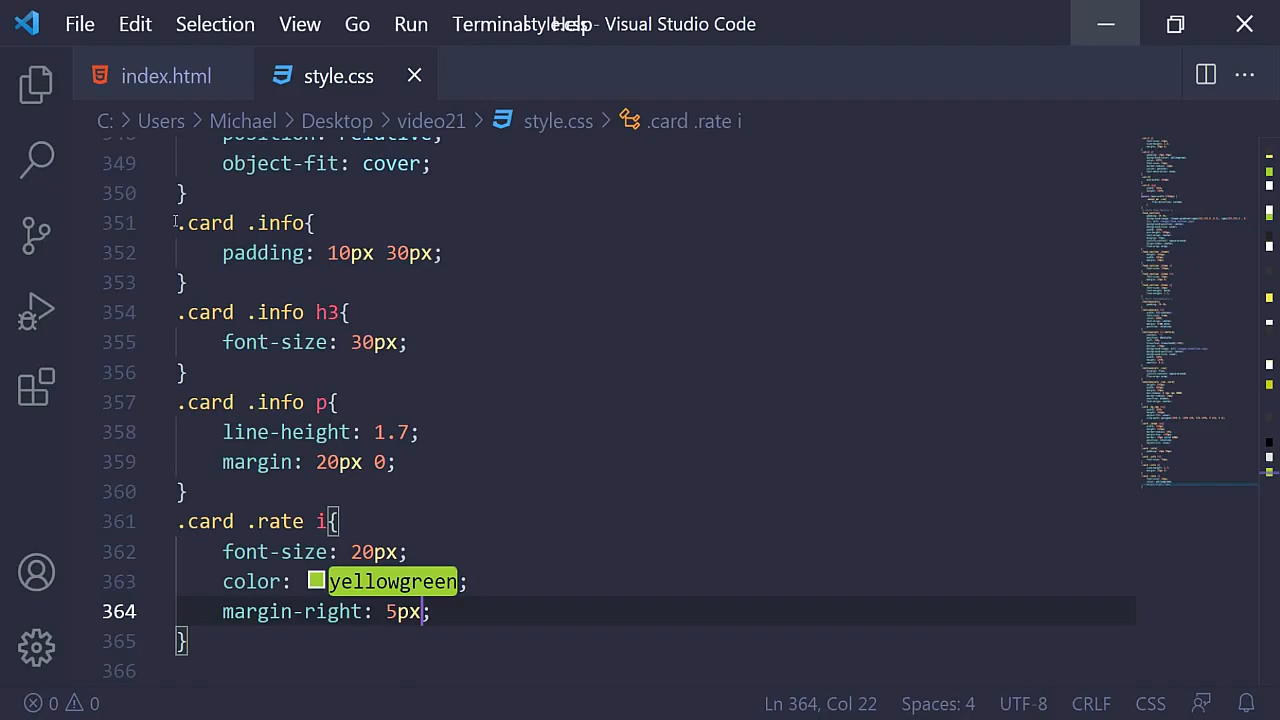 File Edit Selection View Go Run Terminal Help style.css - Visual Studio Code
index.html style.css
C: > Users > Michael > Desktop > video21 > style.css > .card .rate i
position: relative;
349 object-fit: cover;
350 }
351 .card .info{
352 padding: 10px 30px;
353 }
354 .card .info h3{
355 font-size: 30px;
356 }
357 .card .info p{
358 line-height: 1.7;
359 margin: 20px 0;
360 }
361 .card .rate i{
362 font-size: 20px;
363 color: yellowgreen;
364 margin-right: 5px;
365 }
366
0 0 Ln 364, Col 22 Spaces: 4 UTF-8 CRLF CSS